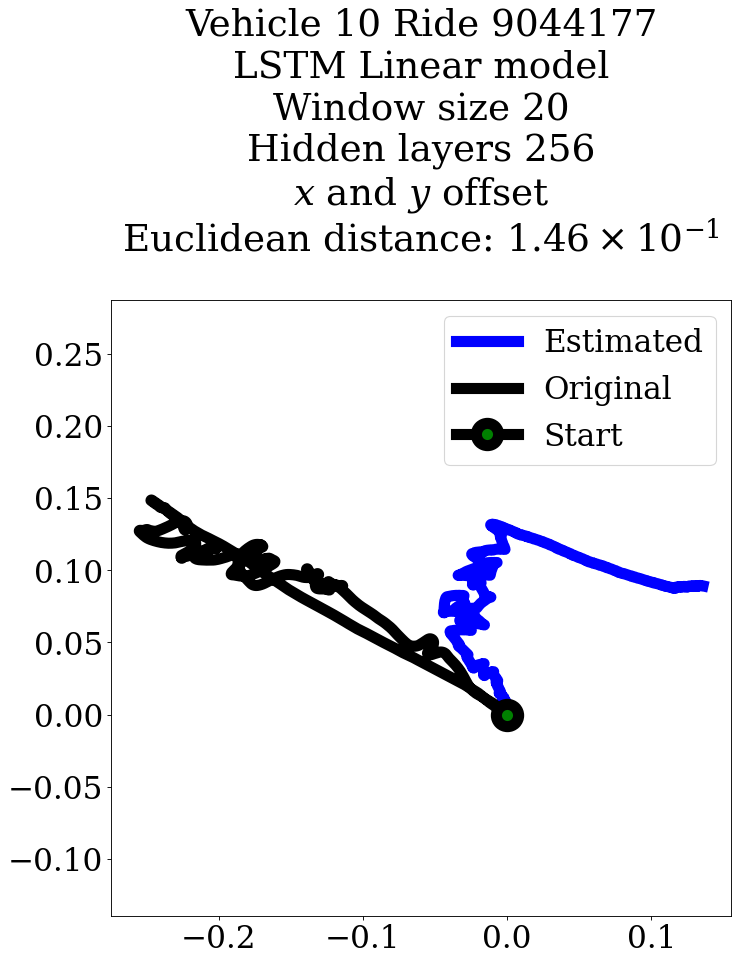 Vehicle 10 Ride 9044177
LSTM Linear model
Window size 20
Hidden layers 256
x and y offset
Euclidean distance: 1.46 × 10⁻¹
Estimated
Original
Start
0.25
0.20
0.15
0.10
0.05
0.00
−0.05
−0.10
−0.2 −0.1 0.0 0.1